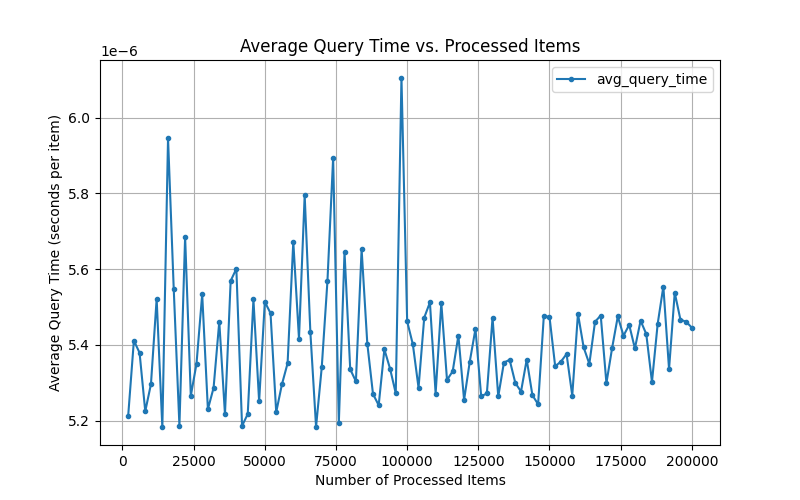 Average Query Time vs. Processed Items
1e−6
avg_query_time
6.0
5.8
5.6
5.4
5.2
Average Query Time (seconds per item)
0 25000 50000 75000 100000 125000 150000 175000 200000
Number of Processed Items